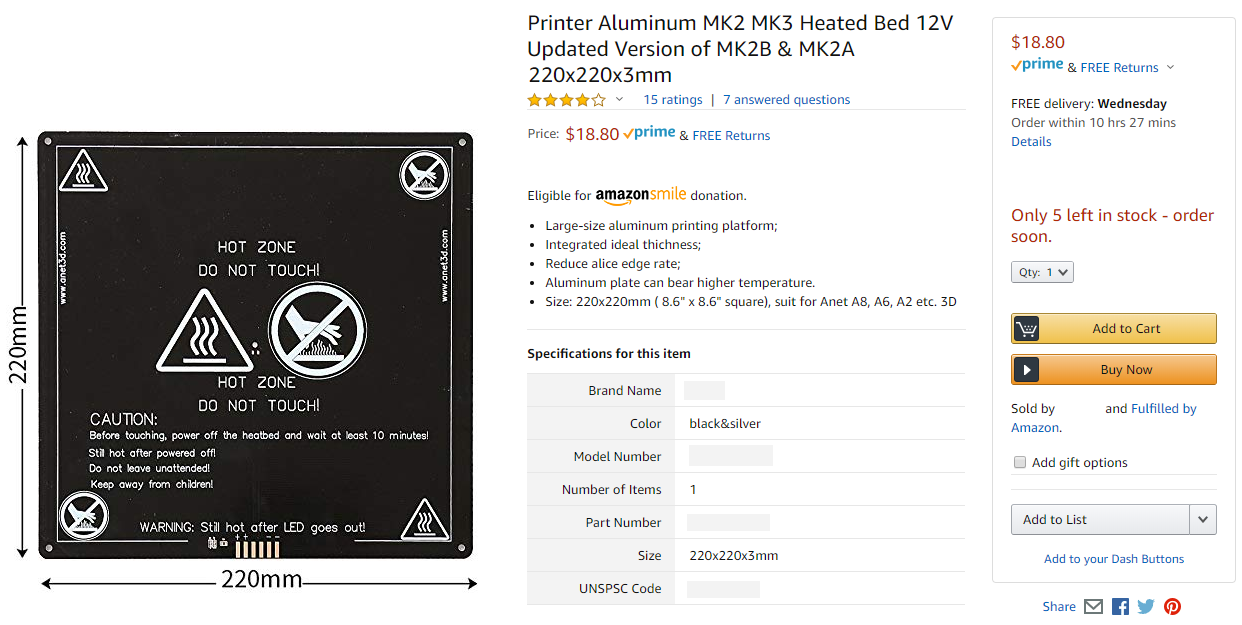 Printer Aluminum MK2 MK3 Heated Bed 12V
Updated Version of MK2B & MK2A
220x220x3mm
15 ratings | 7 answered questions
Price: $18.80 prime & FREE Returns
Eligible for amazonsmile donation.
Large-size aluminum printing platform;
Integrated ideal thichness;
Reduce alice edge rate;
Aluminum plate can bear higher temperature.
Size: 220x220mm ( 8.6" x 8.6" square), suit for Anet A8, A6, A2 etc. 3D
Specifications for this item
Brand Name
Color black&silver
Model Number
Number of Items 1
Part Number
Size 220x220x3mm
UNSPSC Code
$18.80
prime & FREE Returns
FREE delivery: Wednesday
Order within 10 hrs 27 mins
Details
Only 5 left in stock - order
soon.
Qty: 1
Add to Cart
Buy Now
Sold by and Fulfilled by
Amazon.
Add gift options
Add to List
Add to your Dash Buttons
Share
220mm
www.anet3d.com
www.anet3d.com
HOT ZONE
DO NOT TOUCH!
HOT ZONE
DO NOT TOUCH!
CAUTION:
Before touching, power off the heatbed and wait at least 10 minutes!
Still hot after powered off!
Do not leave unattended!
Keep away from children!
WARNING: Still hot after LED goes out!
+ + - -
220mm